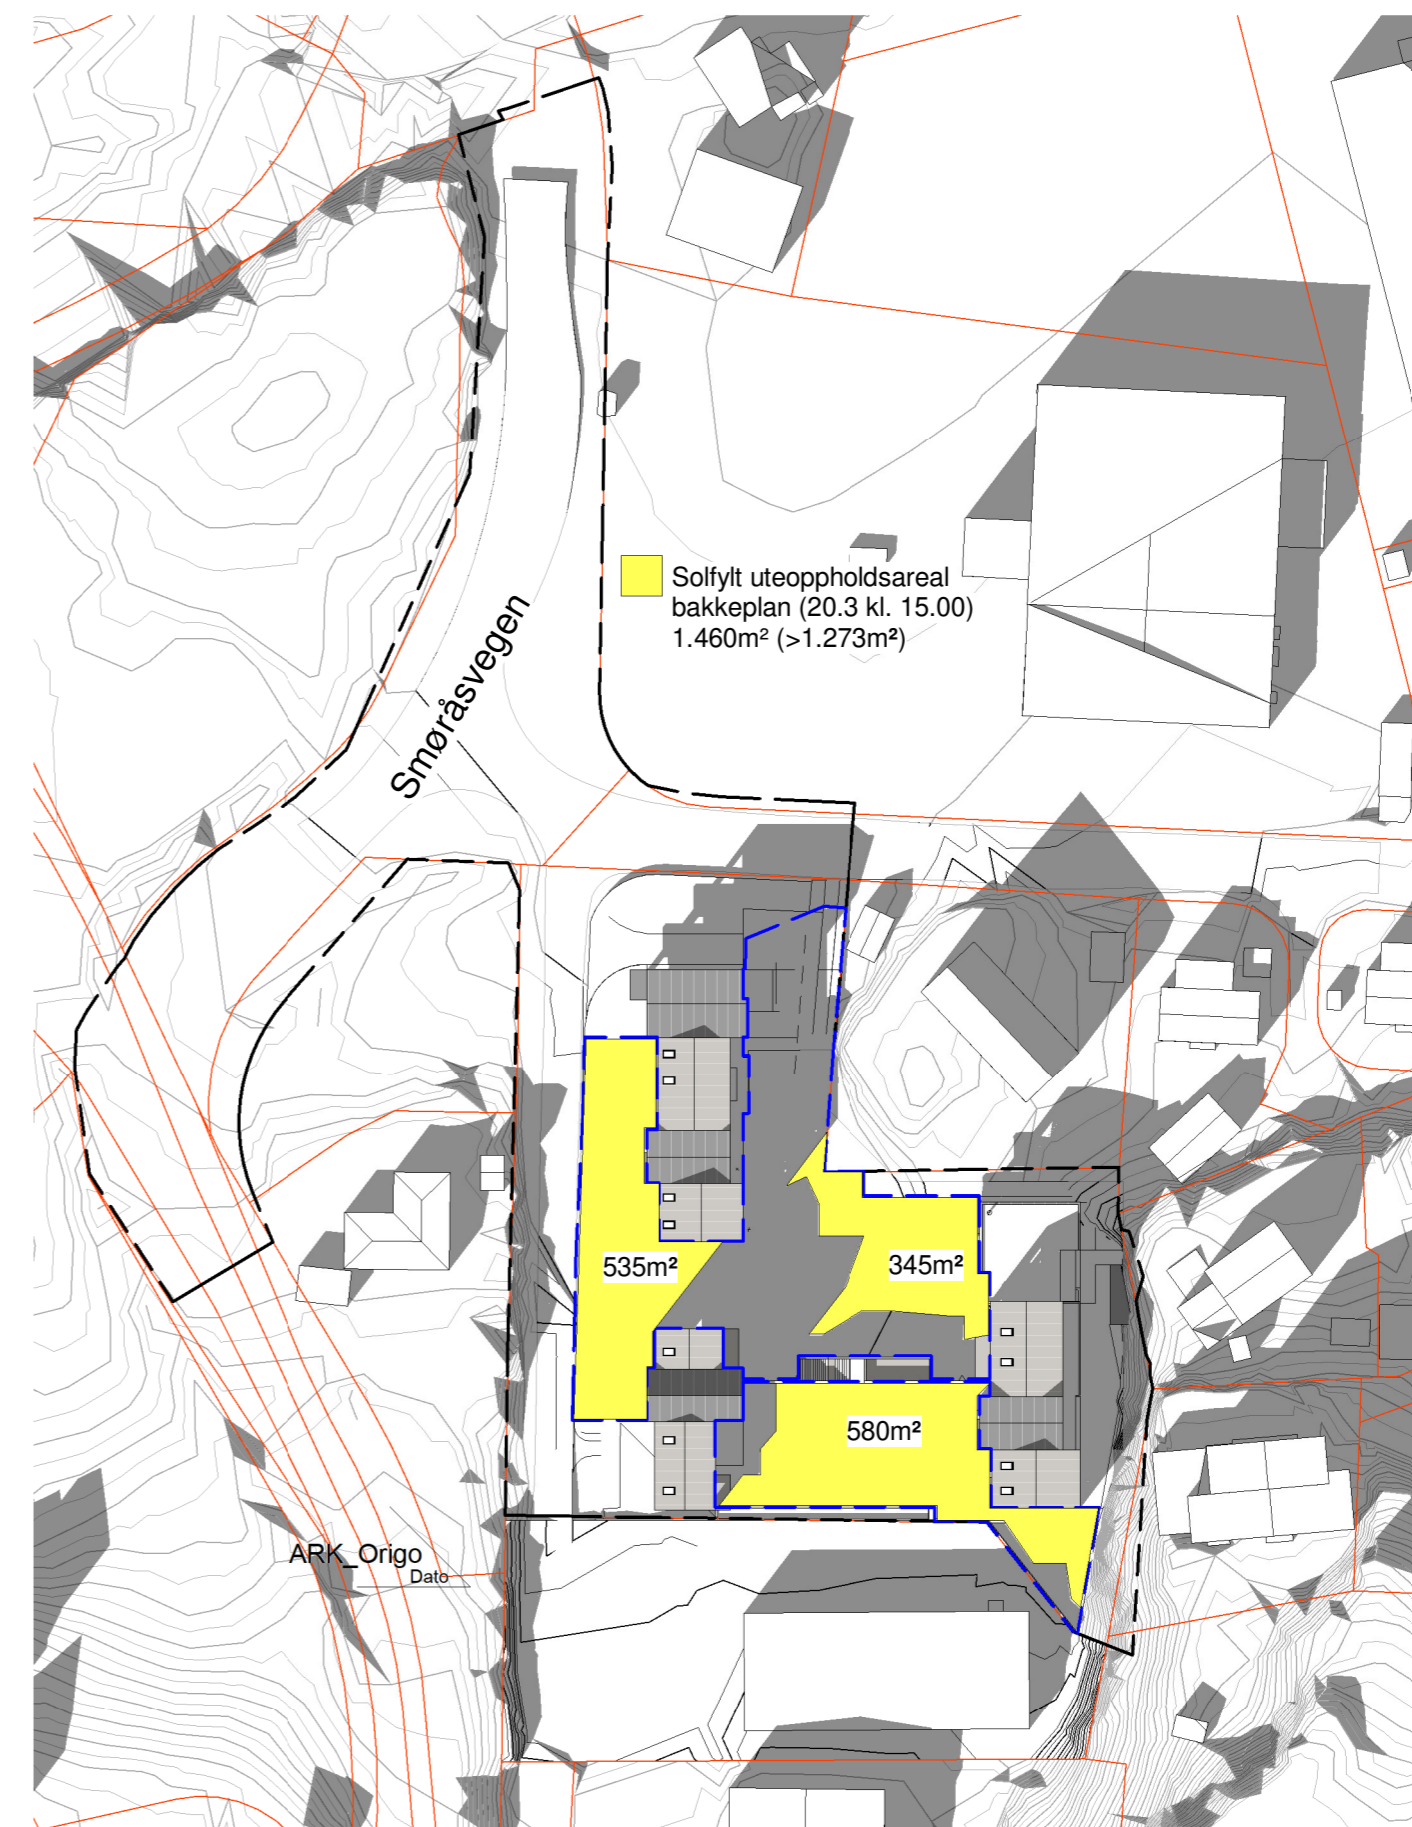 Solfylt uteoppholdsareal
bakkeplan (20.3 kl. 15.00)
1.460m² (>1.273m²)
Smøråsvegen
535m²
345m²
580m²
ARK_Origo
Dato